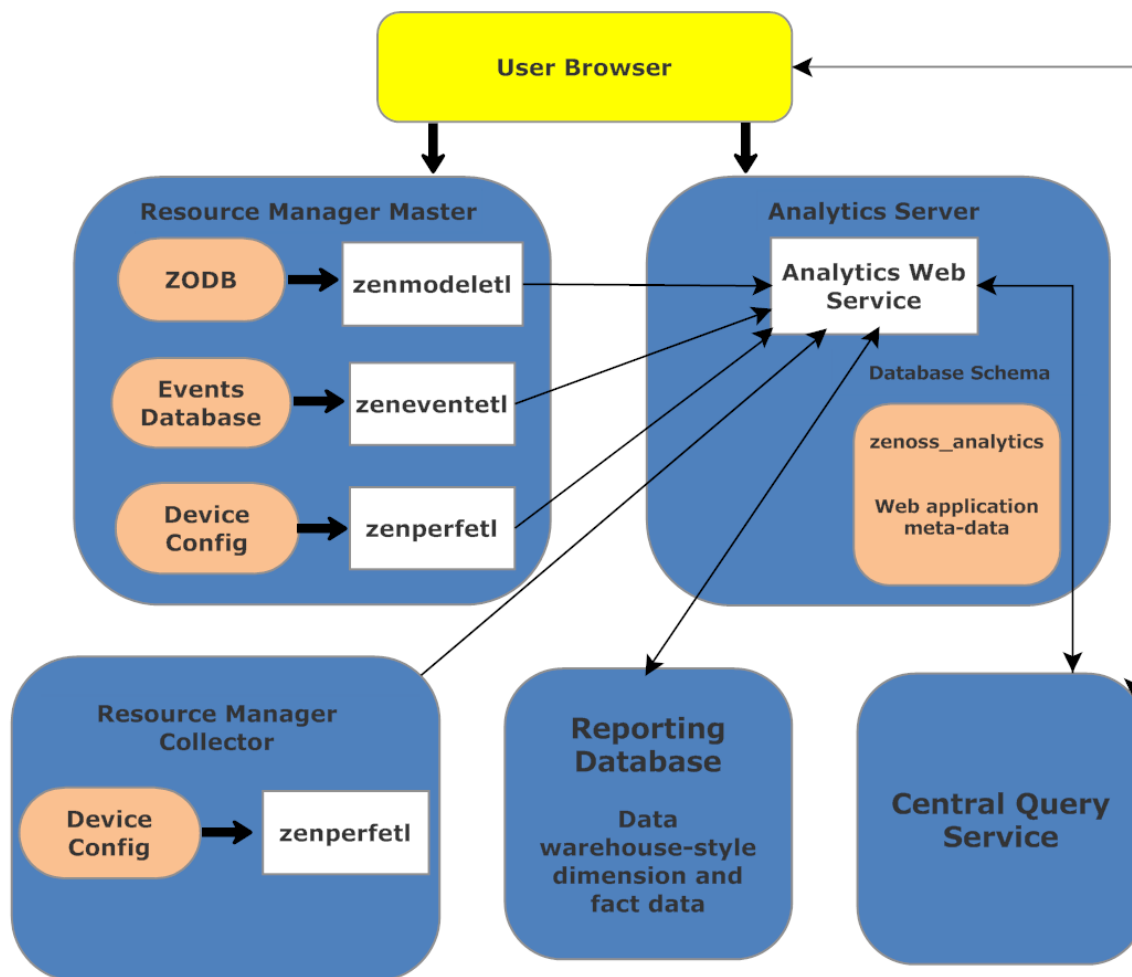 User Browser
Resource Manager Master
ZODB
zenmodeletl
Events
Database
zeneventetl
Device
Config
zenperfetl
Analytics Server
Analytics Web
Service
Database Schema
zenoss_analytics
Web application
meta-data
Resource Manager
Collector
Device
Config
zenperfetl
Reporting
Database
Data
warehouse-style
dimension and
fact data
Central Query
Service